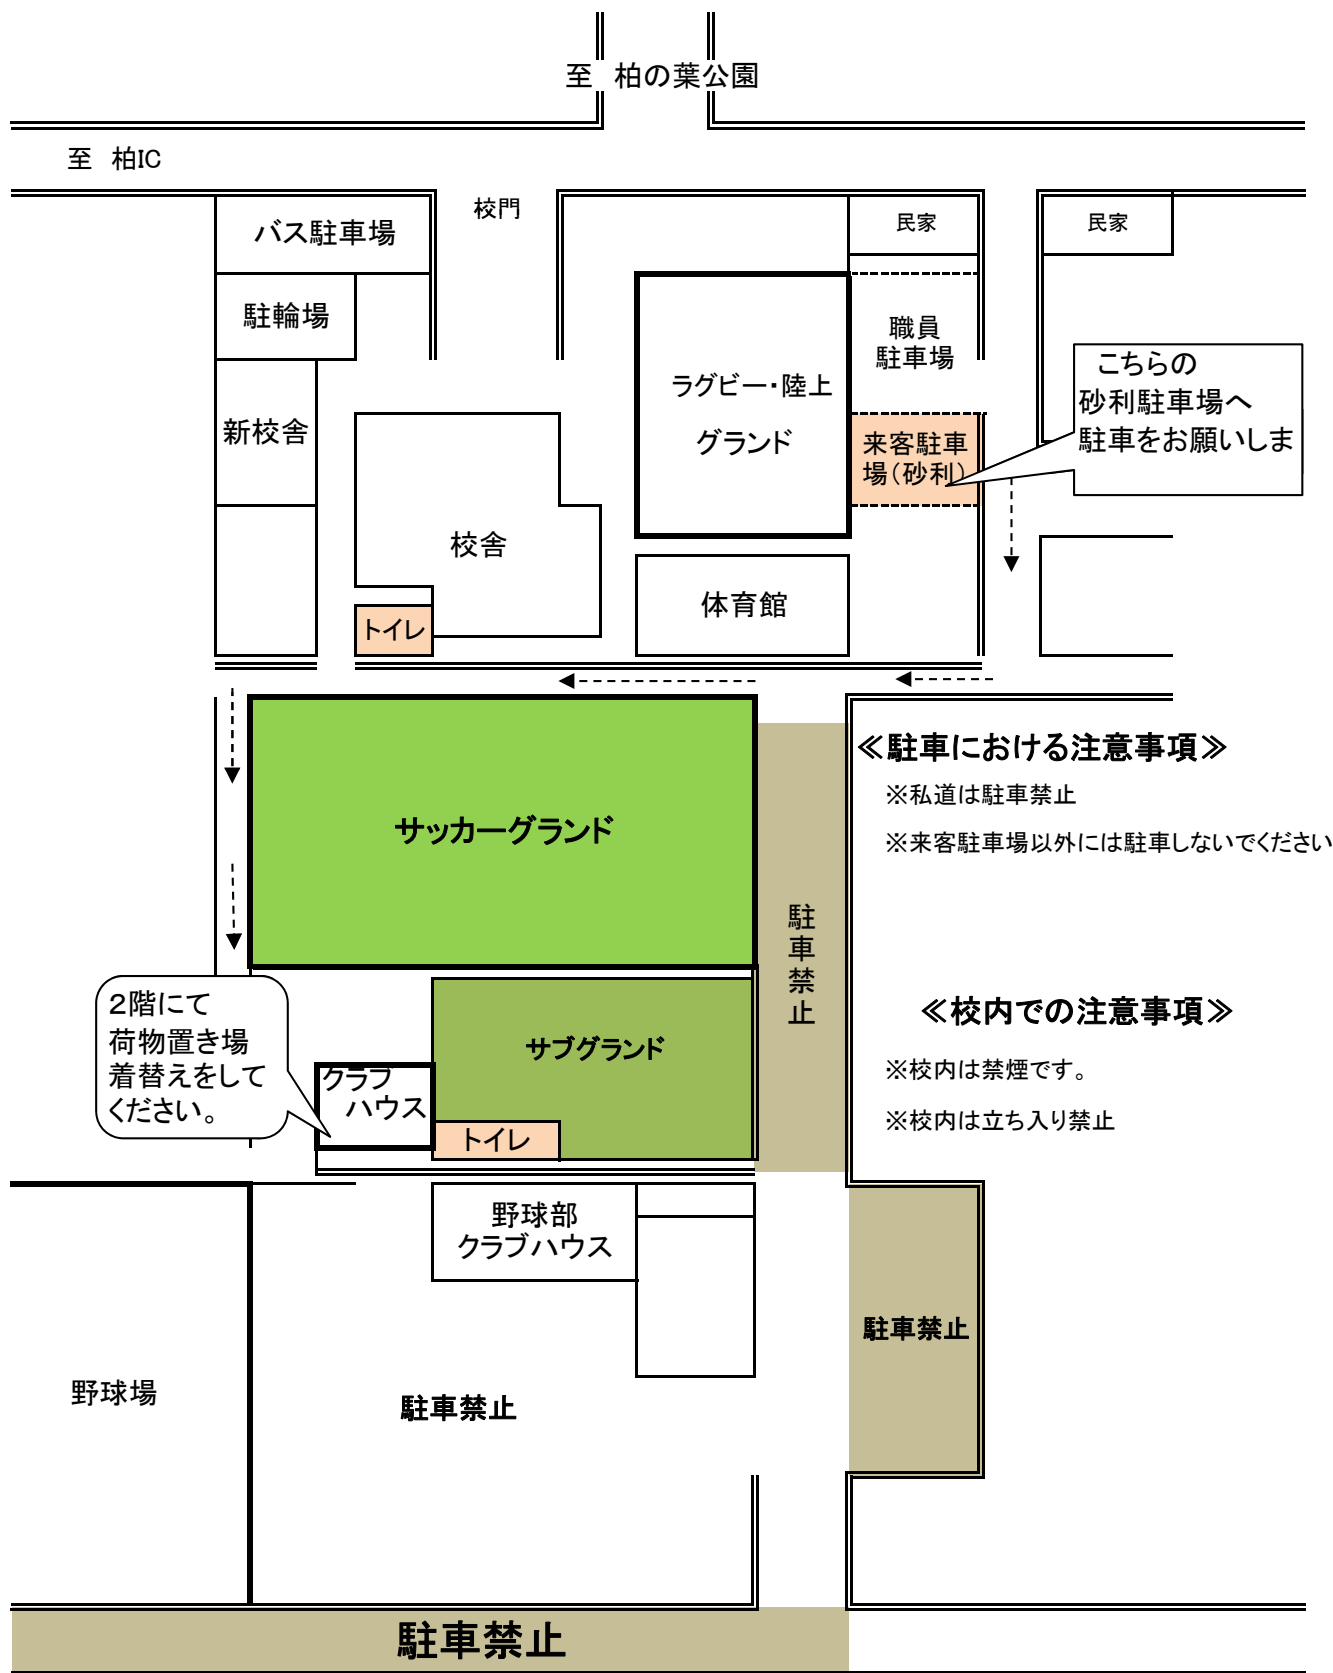 至　柏の葉公園
至　柏IC
校門
バス駐車場
民家
民家
駐輪場
職員
駐車場
ラグビー・陸上
グランド
こちらの
砂利駐車場へ
駐車をお願いしま
新校舎
来客駐車
場（砂利）
校舎
体育館
トイレ
≪駐車における注意事項≫
※私道は駐車禁止
サッカーグランド
※来客駐車場以外には駐車しないでください
駐
車
禁
止
2階にて
荷物置き場
着替えをして
ください。
≪校内での注意事項≫
サブグランド
※校内は禁煙です。
クラブ
ハウス
※校内は立ち入り禁止
トイレ
野球部
クラブハウス
駐車禁止
野球場
駐車禁止
駐車禁止